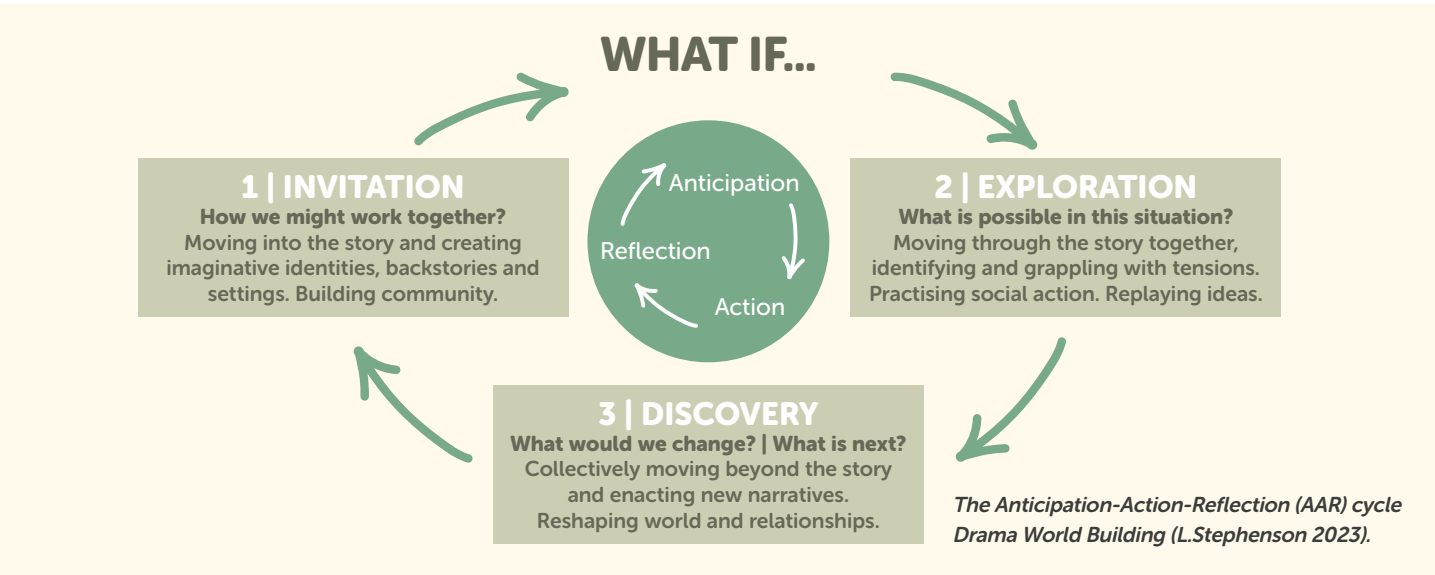 WHAT IF...
1 | INVITATION
How we might work together?
Moving into the story and creating
imaginative identities, backstories and
settings. Building community.
Anticipation
Reflection
Action
2 | EXPLORATION
What is possible in this situation?
Moving through the story together,
identifying and grappling with tensions.
Practising social action. Replaying ideas.
3 | DISCOVERY
What would we change? | What is next?
Collectively moving beyond the story
and enacting new narratives.
Reshaping world and relationships.
The Anticipation-Action-Reflection (AAR) cycle
Drama World Building (L.Stephenson 2023).